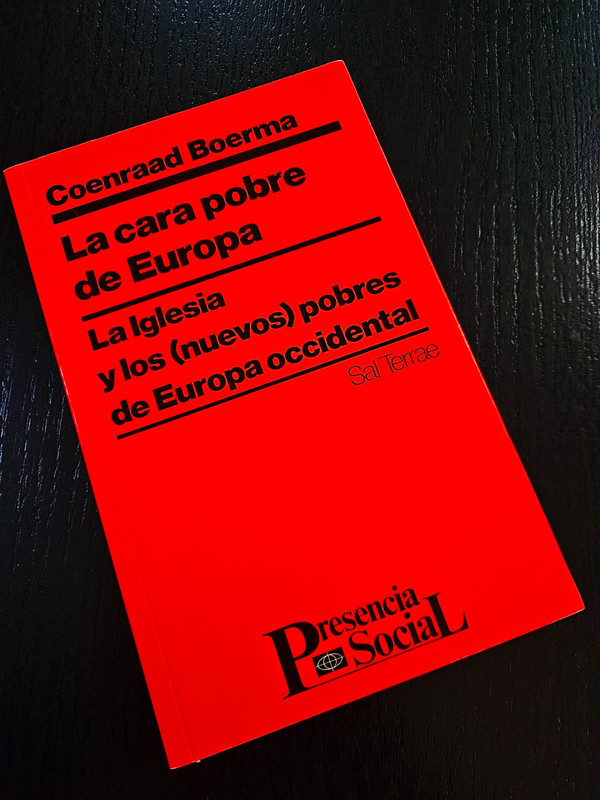 Coenraad Boerma
La cara pobre
de Europa
La Iglesia
y los (nuevos) pobres
de Europa occidental
Sal Terrae
Presencia
SociaL